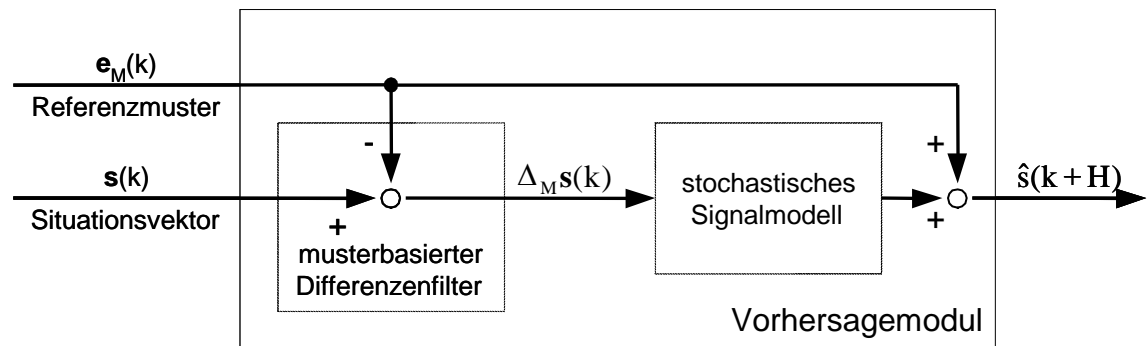 e_M(k)
Referenzmuster
-
+
s(k)
Δ_M s(k)
stochastisches
Signalmodell
ŝ(k + H)
Situationsvektor
+
+
musterbasierter
Differenzenfilter
Vorhersagemodul